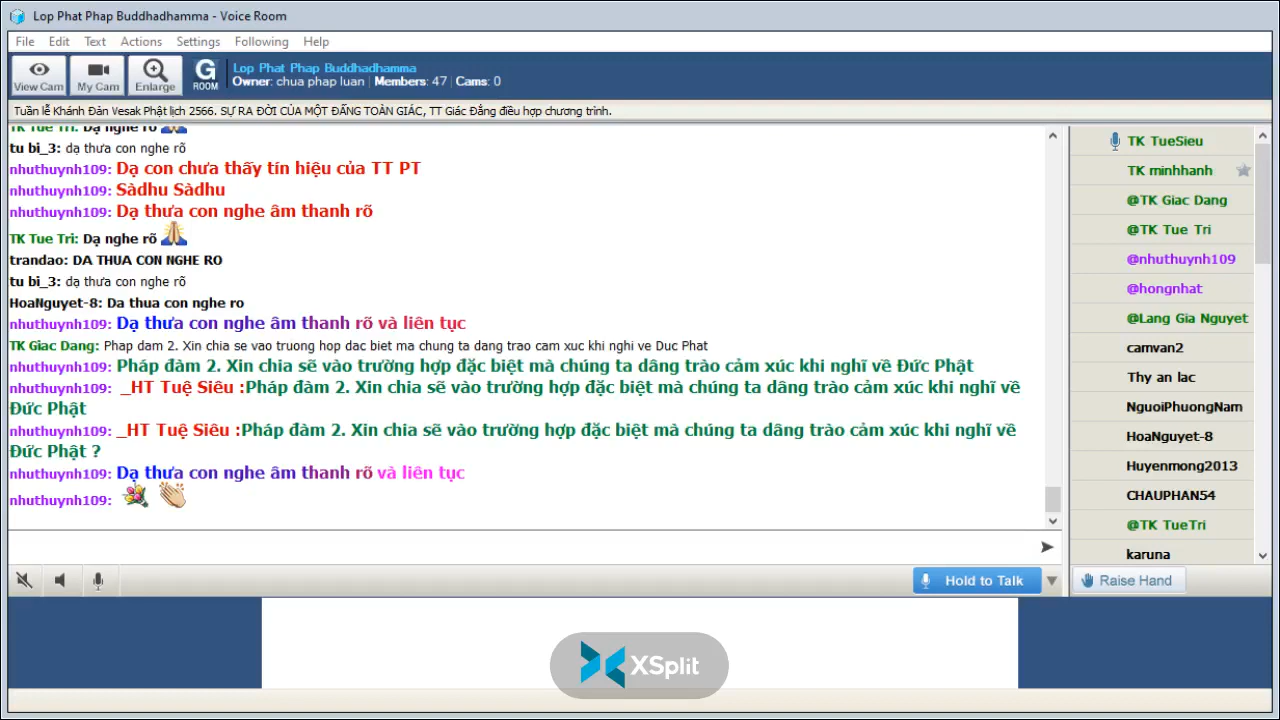 Lop Phat Phap Buddhadhamma - Voice Room
File Edit Text Actions Settings Following Help
View Cam My Cam Enlarge G ROOM
Lop Phat Phap Buddhadhamma
Owner: chua phap luan | Members: 47 | Cams: 0
Tuần lễ Khánh Đản Vesak Phật lịch 2566. SỰ RA ĐỜI CỦA MỘT ĐẤNG TOÀN GIÁC, TT Giác Đẳng điều hợp chương trình.
TK Tue Tri: Dạ nghe rõ
tu bi_3: dạ thưa con nghe rõ
nhuthuynh109: Dạ con chưa thấy tín hiệu của TT PT
nhuthuynh109: Sàdhu Sàdhu
nhuthuynh109: Dạ thưa con nghe âm thanh rõ
TK Tue Tri: Dạ nghe rõ
trandao: DA THUA CON NGHE RO
tu bi_3: dạ thưa con nghe rõ
HoaNguyet-8: Da thua con nghe ro
nhuthuynh109: Dạ thưa con nghe âm thanh rõ và liên tục
TK Giac Dang: Phap dam 2. Xin chia se vao truong hop dac biet ma chung ta dang trao cam xuc khi nghi ve Duc Phat
nhuthuynh109: Pháp đàm 2. Xin chia sẽ vào trường hợp đặc biệt mà chúng ta dâng trào cảm xúc khi nghĩ về Đức Phật
nhuthuynh109: _HT Tuệ Siêu :Pháp đàm 2. Xin chia sẽ vào trường hợp đặc biệt mà chúng ta dâng trào cảm xúc khi nghĩ về
Đức Phật
nhuthuynh109: _HT Tuệ Siêu :Pháp đàm 2. Xin chia sẽ vào trường hợp đặc biệt mà chúng ta dâng trào cảm xúc khi nghĩ về
Đức Phật ?
nhuthuynh109: Dạ thưa con nghe âm thanh rõ và liên tục
nhuthuynh109:
TK TueSieu
TK minhhanh
@TK Giac Dang
@TK Tue Tri
@nhuthuynh109
@hongnhat
@Lang Gia Nguyet
camvan2
Thy an lac
NguoiPhuongNam
HoaNguyet-8
Huyenmong2013
CHAUPHAN54
@TK TueTri
karuna
Hold to Talk
Raise Hand
XSplit